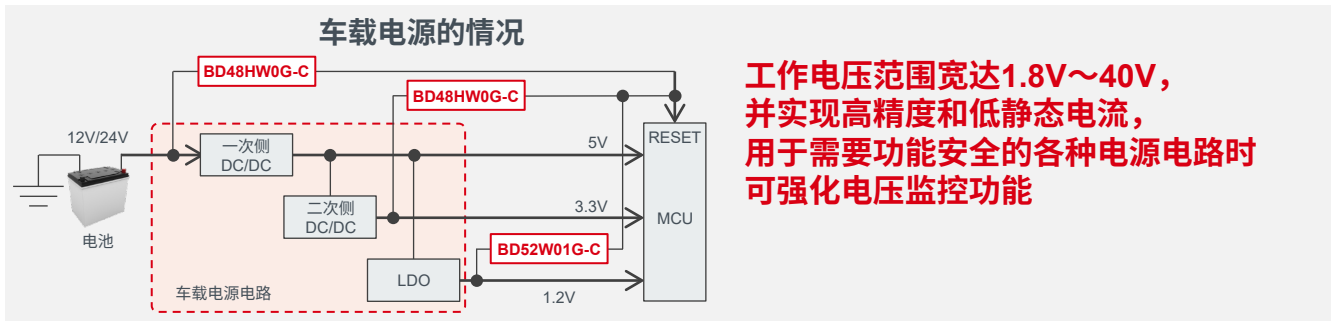 车载电源的情况
BD48HW0G-C
BD48HW0G-C
12V/24V
一次侧
DC/DC
5V
RESET
二次侧
DC/DC
3.3V
MCU
电池
BD52W01G-C
LDO
车载电源电路
1.2V
工作电压范围宽达1.8V～40V，
并实现高精度和低静态电流，
用于需要功能安全的各种电源电路时
可强化电压监控功能